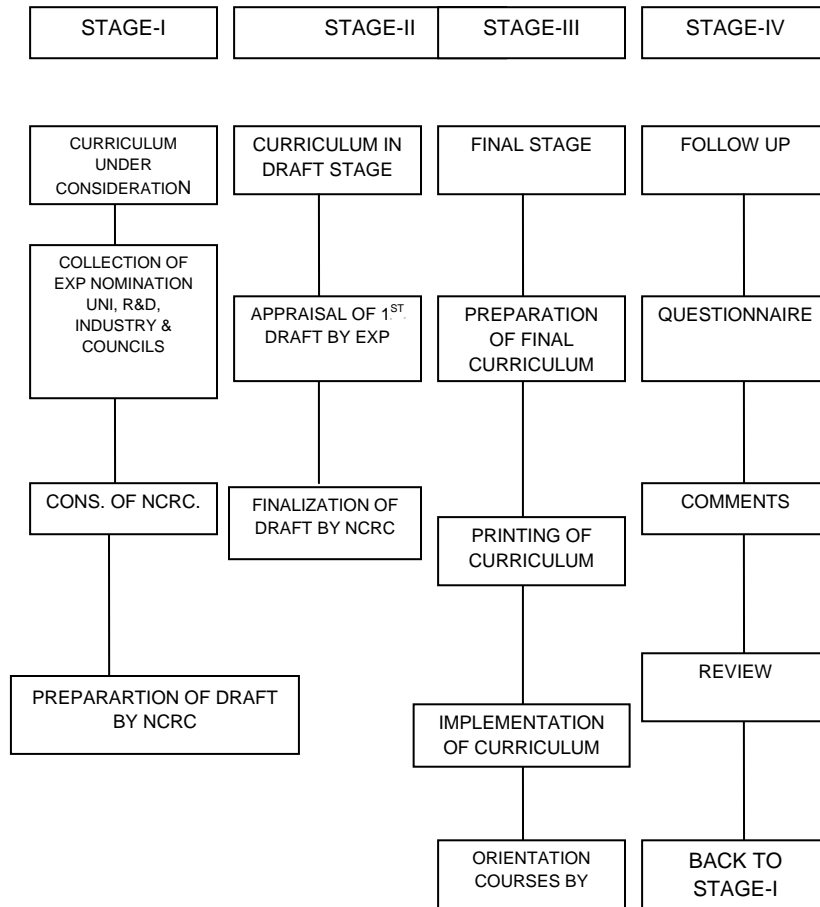 STAGE-I
STAGE-II
STAGE-III
STAGE-IV
CURRICULUM
UNDER
CONSIDERATION
COLLECTION OF
EXP NOMINATION
UNI, R&D,
INDUSTRY &
COUNCILS
CONS. OF NCRC.
PREPARARTION OF DRAFT
BY NCRC
CURRICULUM IN
DRAFT STAGE
APPRAISAL OF 1ST
DRAFT BY EXP
FINALIZATION OF
DRAFT BY NCRC
FINAL STAGE
PREPARATION
OF FINAL
CURRICULUM
PRINTING OF
CURRICULUM
IMPLEMENTATION
OF CURRICULUM
ORIENTATION
COURSES BY
FOLLOW UP
QUESTIONNAIRE
COMMENTS
REVIEW
BACK TO
STAGE-I